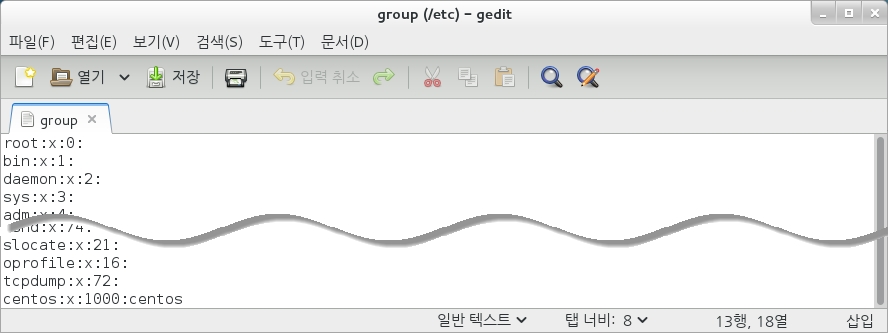 group (/etc) – gedit
파일(F) 편집(E) 보기(V) 검색(S) 도구(T) 문서(D)
열기 저장 입력 취소
group
root:x:0:
bin:x:1:
daemon:x:2:
sys:x:3:
adm:x:4:
:x:74:
slocate:x:21:
oprofile:x:16:
tcpdump:x:72:
centos:x:1000:centos
일반 텍스트 탭 너비: 8 13행, 18열 삽입